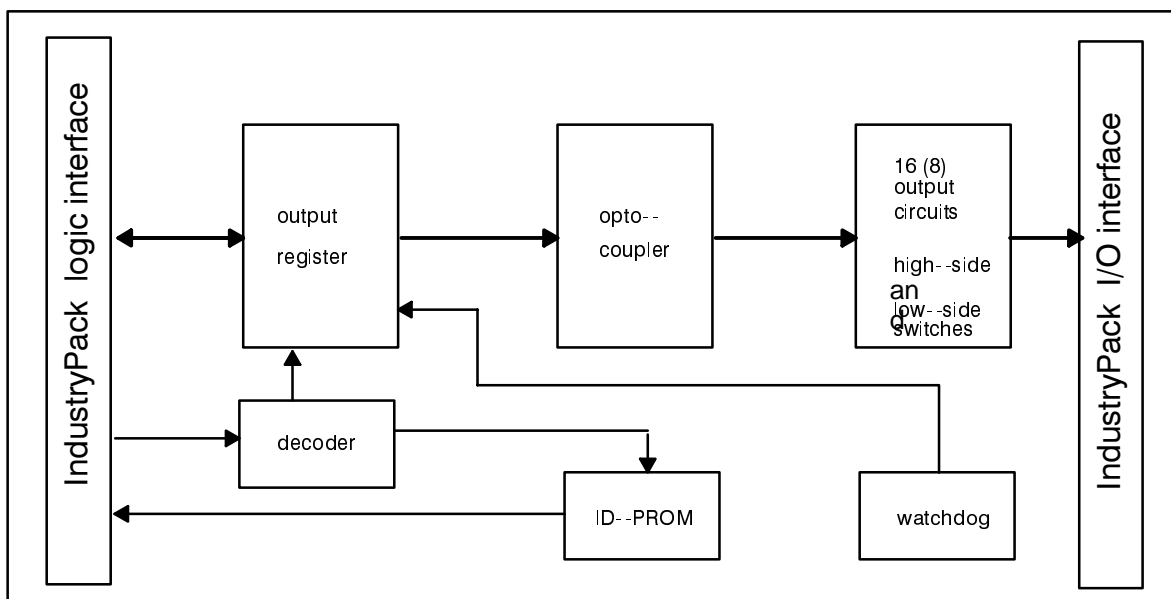 IndustryPack logic interface
output
register
opto--
coupler
16 (8)
output
circuits
high--side
an
d
low--side
switches
IndustryPack I/O interface
decoder
ID--PROM
watchdog